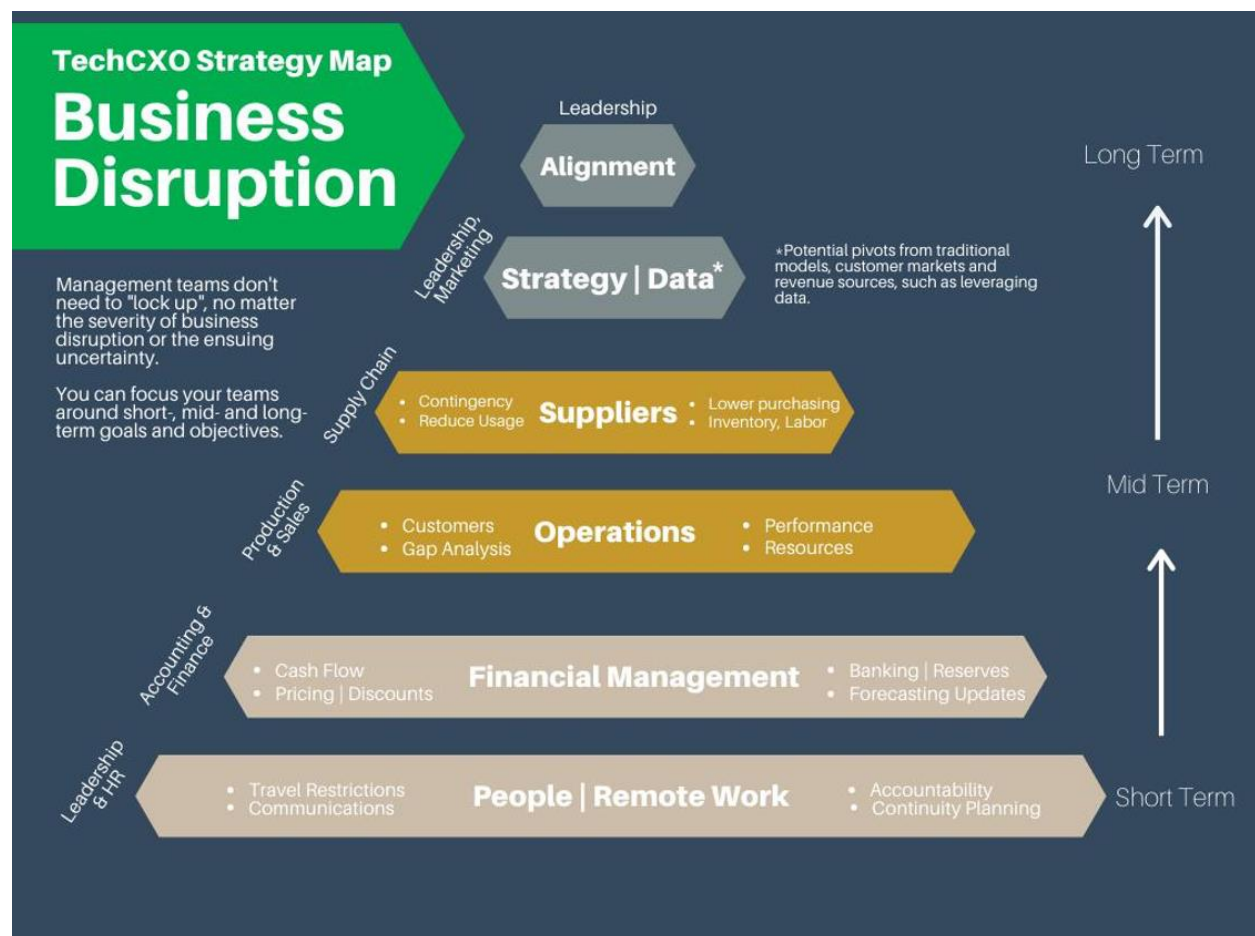 TechCXO Strategy Map
Business
Disruption
Management teams don't
need to "lock up", no matter
the severity of business
disruption or the ensuing
uncertainty.
You can focus your teams
around short-, mid- and long-
term goals and objectives.
Leadership
Alignment
Long Term
Leadership,
Marketing
Strategy | Data*
*Potential pivots from traditional
models, customer markets and
revenue sources, such as leveraging
data.
Supply Chain
• Contingency
• Reduce Usage
Suppliers
• Lower purchasing
• Inventory, Labor
Mid Term
Production
& Sales
• Customers
• Gap Analysis
Operations
• Performance
• Resources
Accounting &
Finance
• Cash Flow
• Pricing | Discounts
Financial Management
• Banking | Reserves
• Forecasting Updates
Leadership
& HR
• Travel Restrictions
• Communications
People | Remote Work
• Accountability
• Continuity Planning
Short Term